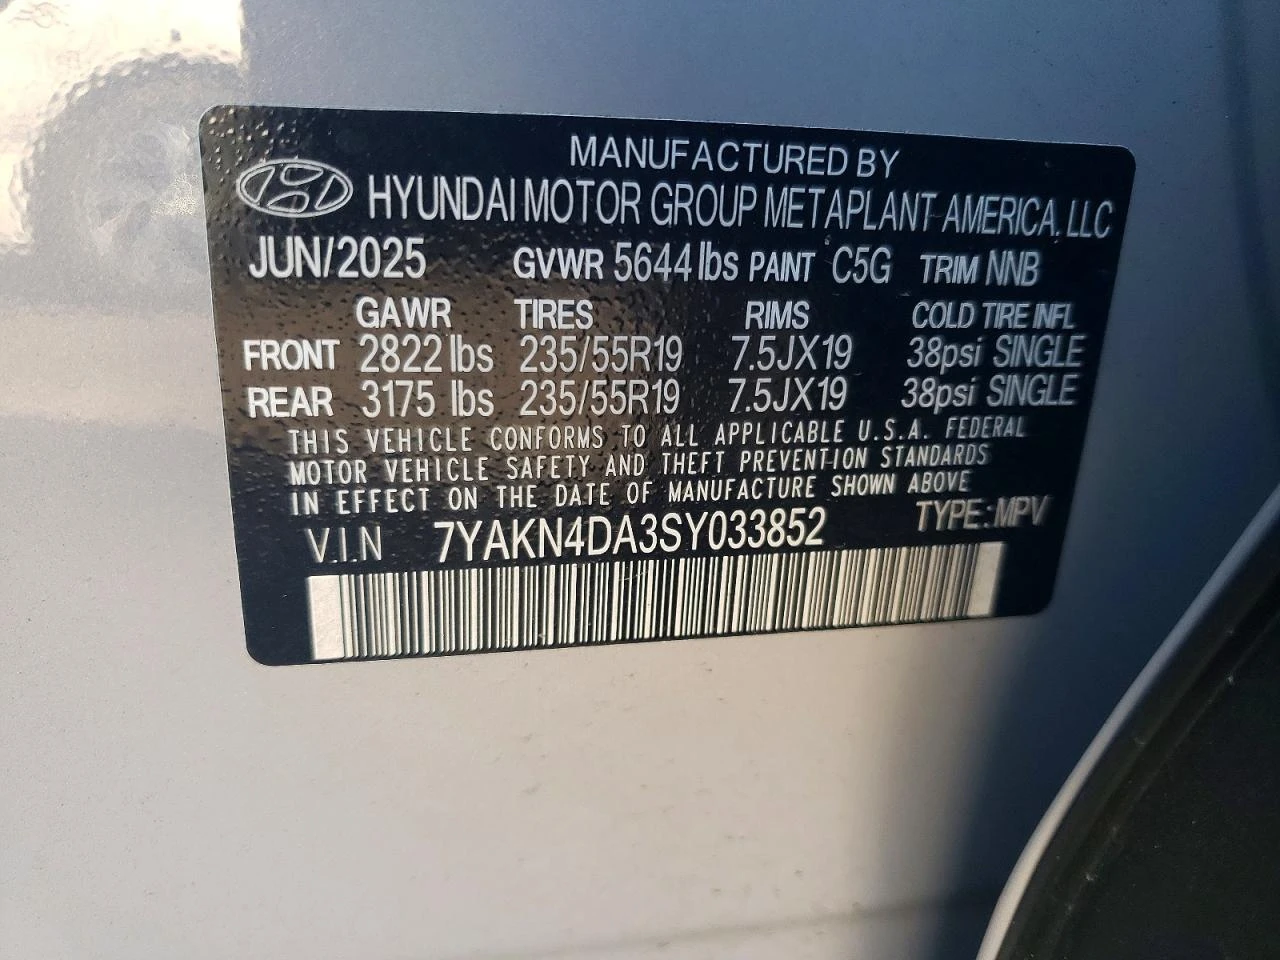 MANUFACTURED BY
HYUNDAI MOTOR GROUP METAPLANT AMERICA, LLC
JUN/2025 GVWR 5644 lbs PAINT C5G TRIM NNB
GAWR TIRES RIMS COLD TIRE INFL
FRONT 2822 lbs 235/55R19 7.5JX19 38psi SINGLE
REAR 3175 lbs 235/55R19 7.5JX19 38psi SINGLE
THIS VEHICLE CONFORMS TO ALL APPLICABLE U.S.A. FEDERAL
MOTOR VEHICLE SAFETY AND THEFT PREVENTION STANDARDS
IN EFFECT ON THE DATE OF MANUFACTURE SHOWN ABOVE
V.I.N 7YAKN4DA3SY033852 TYPE: MPV